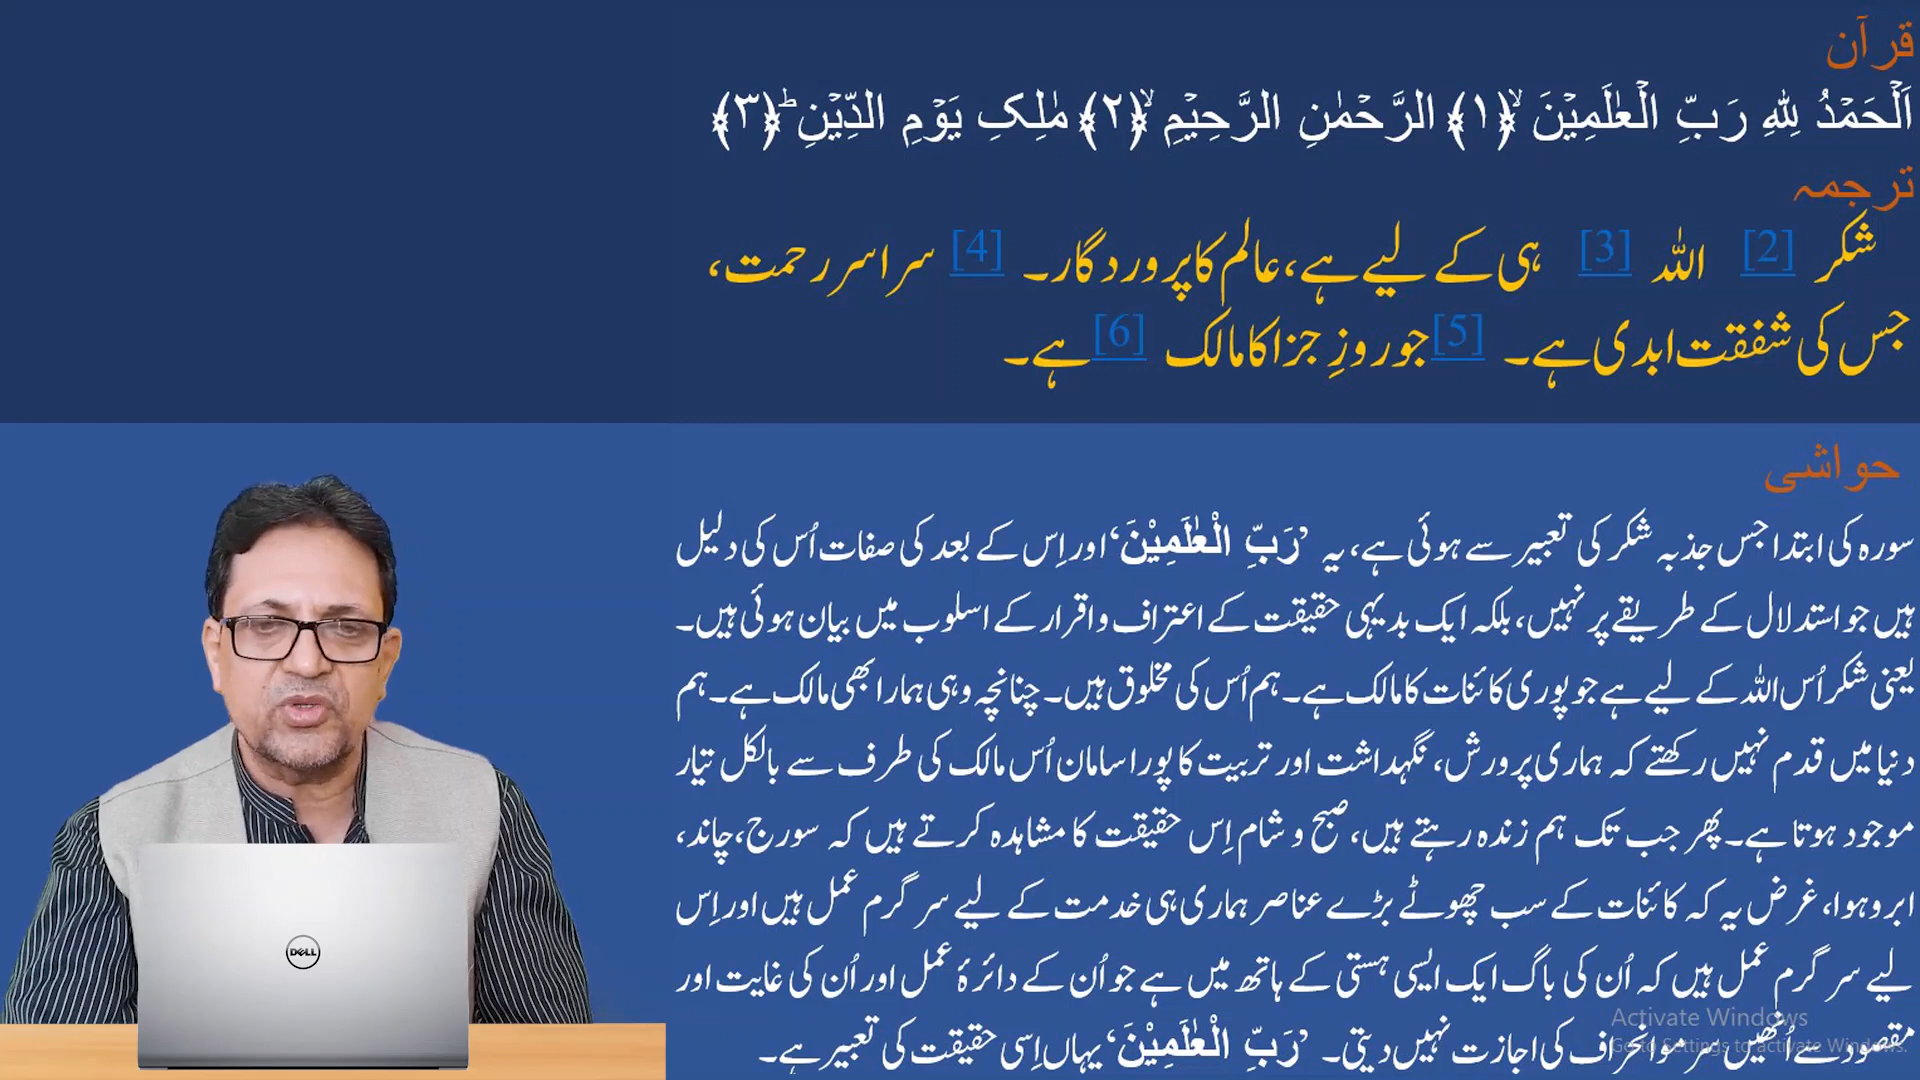 قرآن
اَلۡحَمۡدُ لِلّٰهِ رَبِّ الۡعٰلَمِيۡنَۙ ﴿۱﴾ الرَّحۡمٰنِ الرَّحِيۡمِۙ ﴿۲﴾ مٰلِکِ يَوۡمِ الدِّيۡنِؕ ﴿۳﴾
ترجمہ
شکر [2] اللہ [3] ہی کے لیے ہے، عالم کا پروردگار۔ [4] سراسر رحمت،
جس کی شفقت ابدی ہے۔ [5] جو روزِ جزا کا مالک [6] ہے۔
حواشی
سورہ کی ابتدا جس جذبہ شکر کی تعبیر سے ہوئی ہے، یہ ’رَبِّ الْعٰلَمِيْنَ‘ اور اِس کے بعد کی صفات اُس کی دلیل
ہیں جو استدلال کے طریقے پر نہیں، بلکہ ایک بدیہی حقیقت کے اعتراف و اقرار کے اسلوب میں بیان ہوئی ہیں۔
یعنی شکر اُس اللہ کے لیے ہے جو پوری کائنات کا مالک ہے۔ ہم اُس کی مخلوق ہیں۔ چنانچہ وہی ہمارا بھی مالک ہے۔ ہم
دنیا میں قدم نہیں رکھتے کہ ہماری پرورش، نگہداشت اور تربیت کا پورا سامان اُس مالک کی طرف سے بالکل تیار
موجود ہوتا ہے۔ پھر جب تک ہم زندہ رہتے ہیں، صبح و شام اِس حقیقت کا مشاہدہ کرتے ہیں کہ سورج، چاند،
ابر و ہوا، غرض یہ کہ کائنات کے سب چھوٹے بڑے عناصر ہماری ہی خدمت کے لیے سرگرم عمل ہیں اور اِس
لیے سرگرم عمل ہیں کہ اُن کی باگ ایک ایسی ہستی کے ہاتھ میں ہے جو اُن کے دائرۂ عمل اور اُن کی غایت اور
مقصود سے اُنھیں سر مو انحراف کی اجازت نہیں دیتی۔ ’رَبِّ الْعٰلَمِيْنَ‘ یہاں اِسی حقیقت کی تعبیر ہے۔
DELL
Activate Windows
Go to Settings to activate Windows.